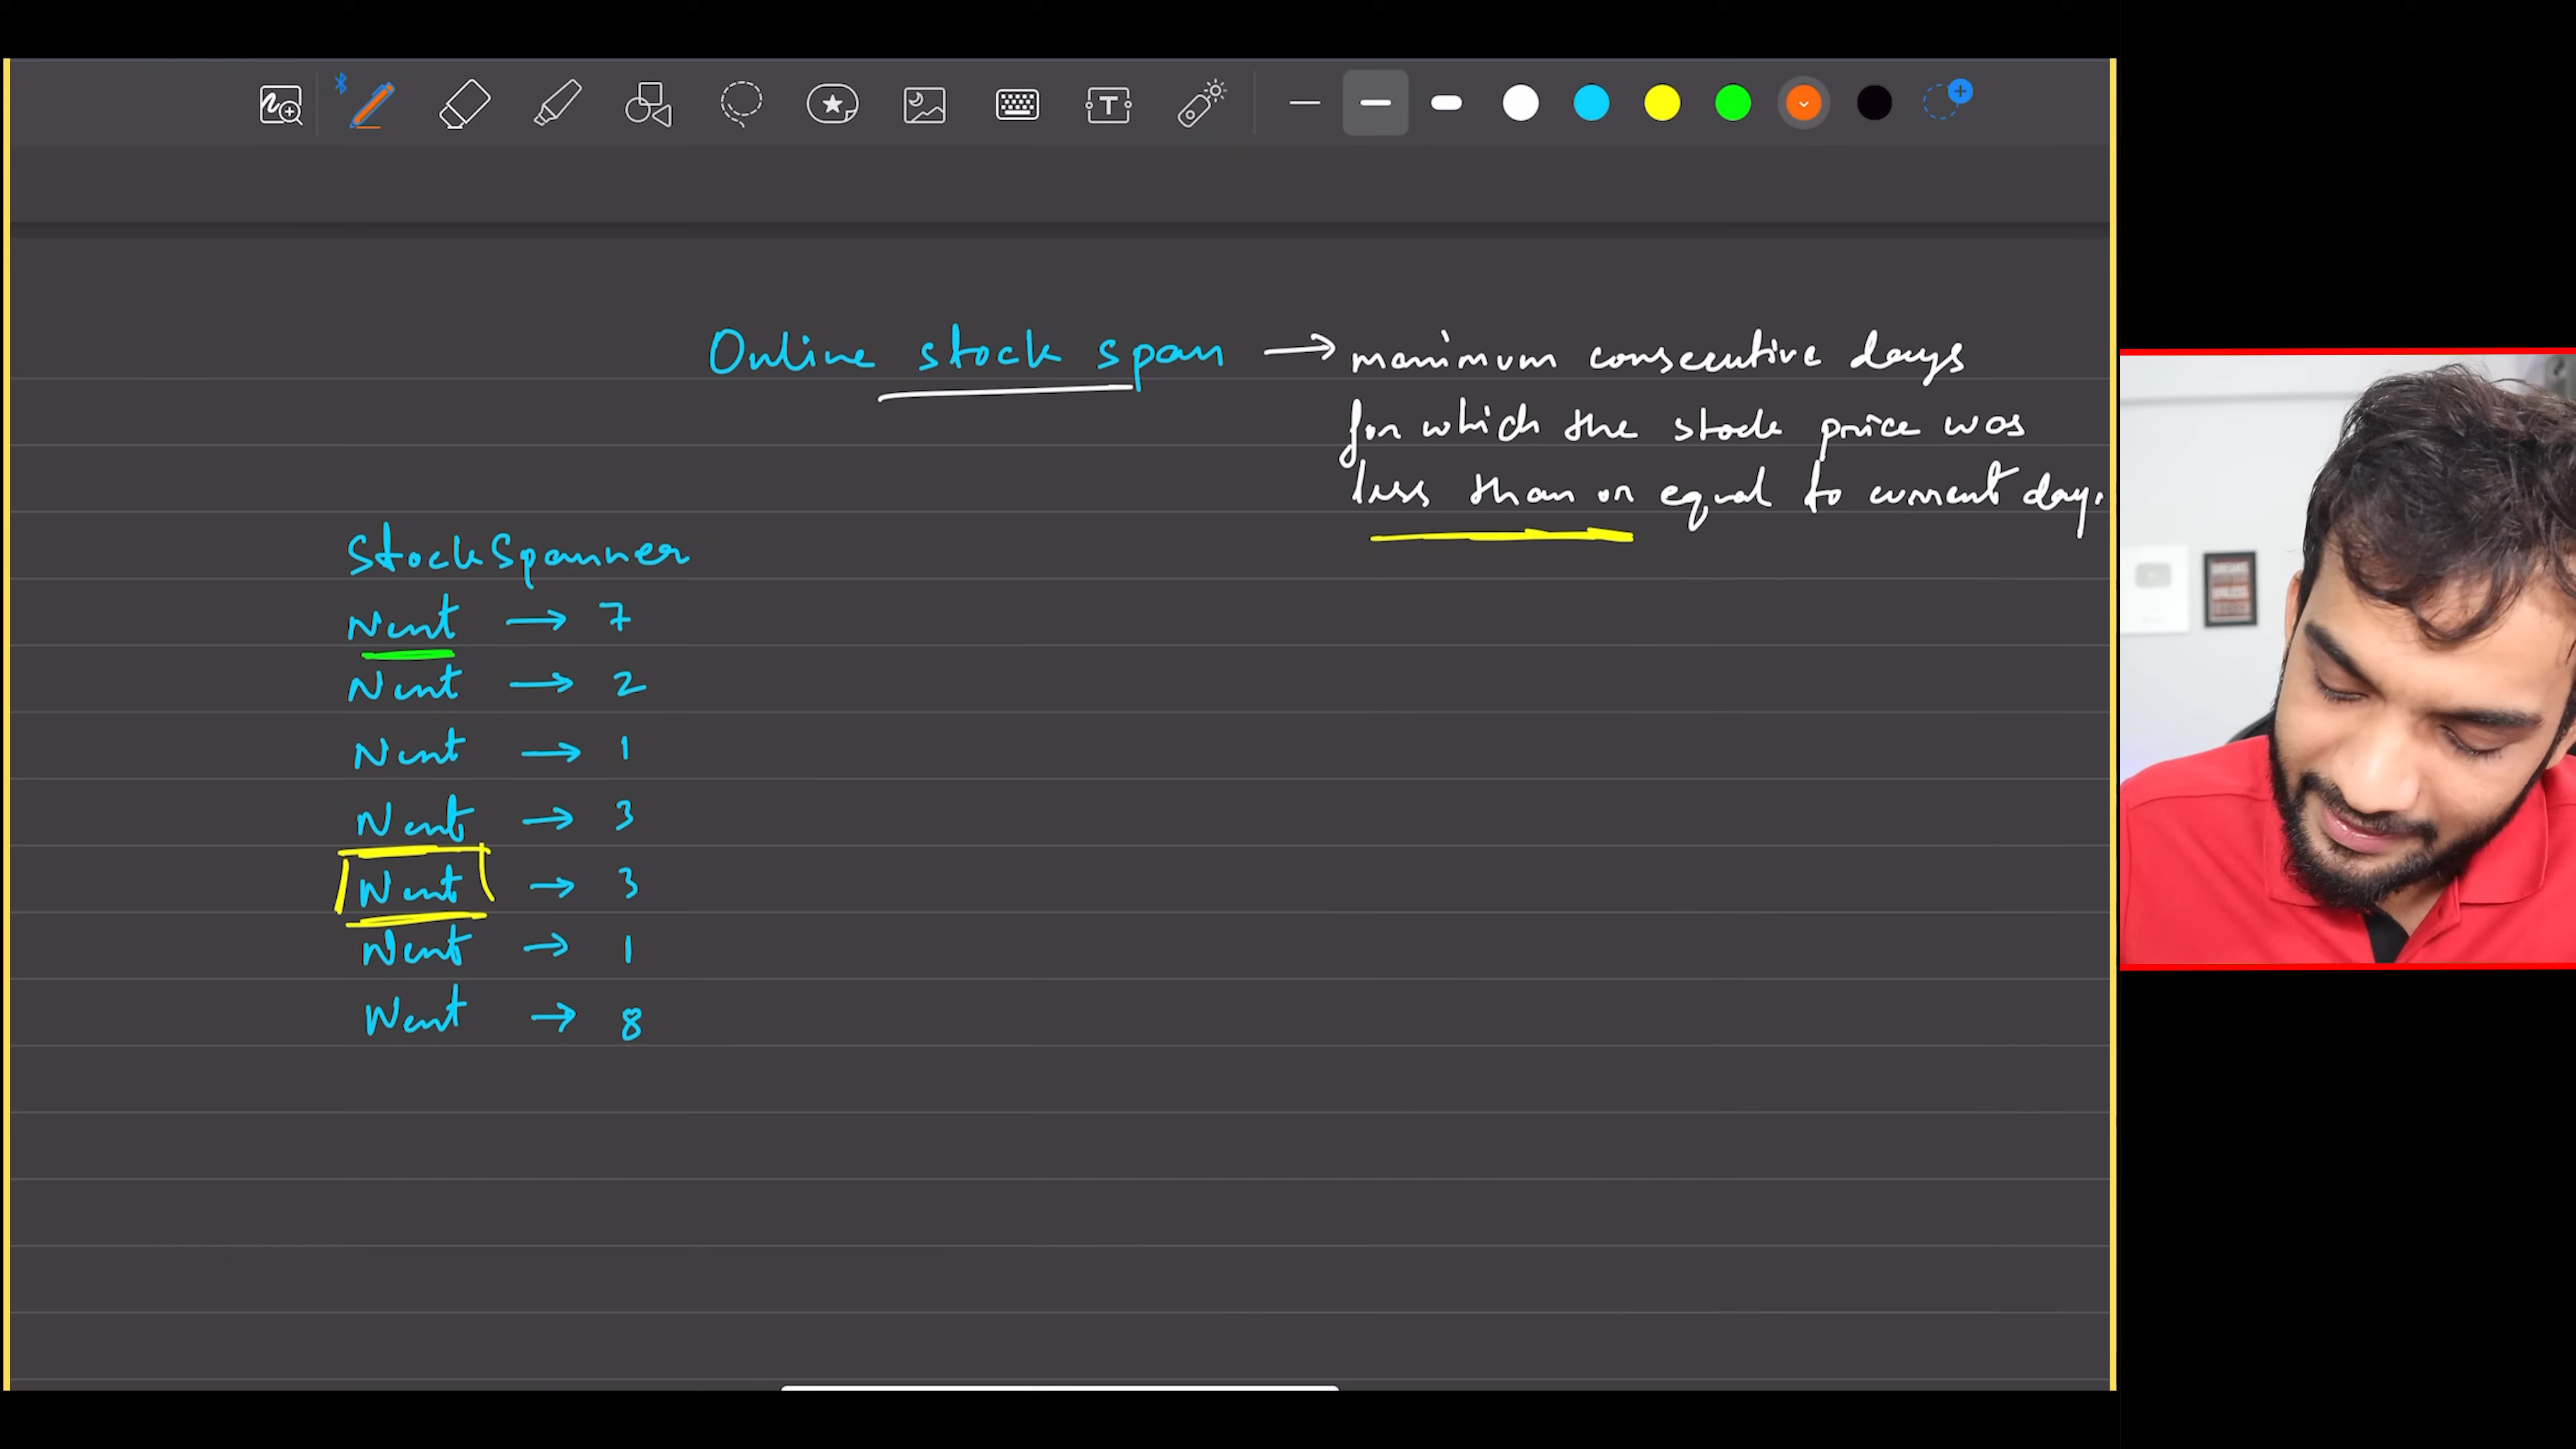 Online stock span → maximum consecutive days
for which the stock price was
less than or equal to current day.
StockSpanner
Next → 7
Next → 2
Next → 1
Next → 3
Next → 3
Next → 1
Next → 8